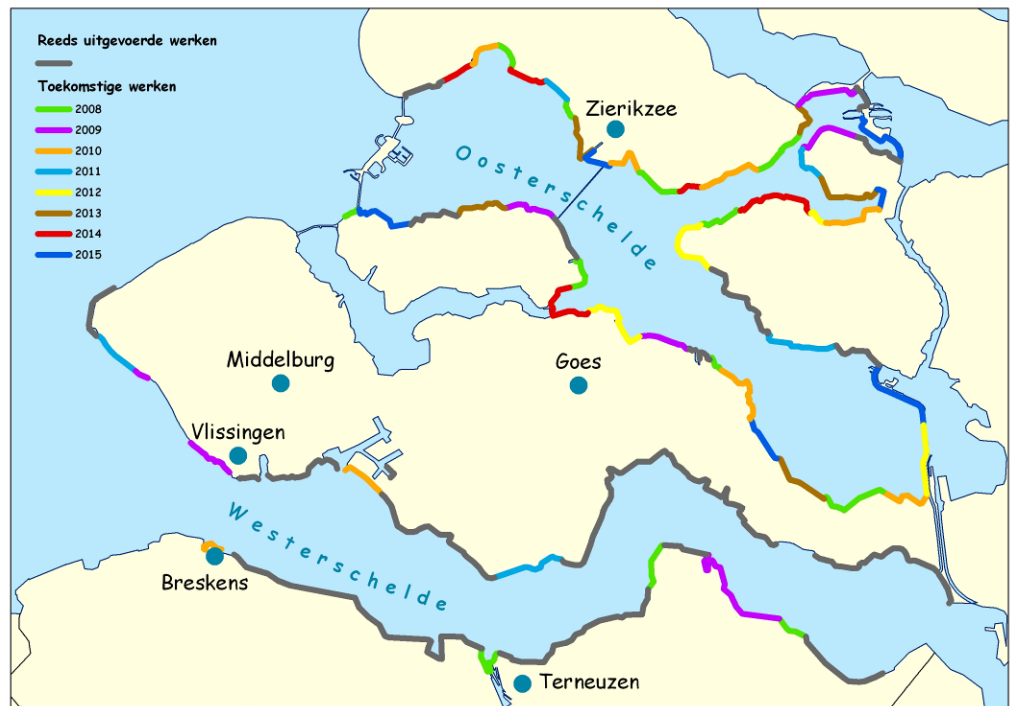 Reeds uitgevoerde werken
Toekomstige werken
2008
2009
2010
2011
2012
2013
2014
2015
Zierikzee
Oosterschelde
Middelburg
Goes
Vlissingen
Westerschelde
Breskens
Terneuzen